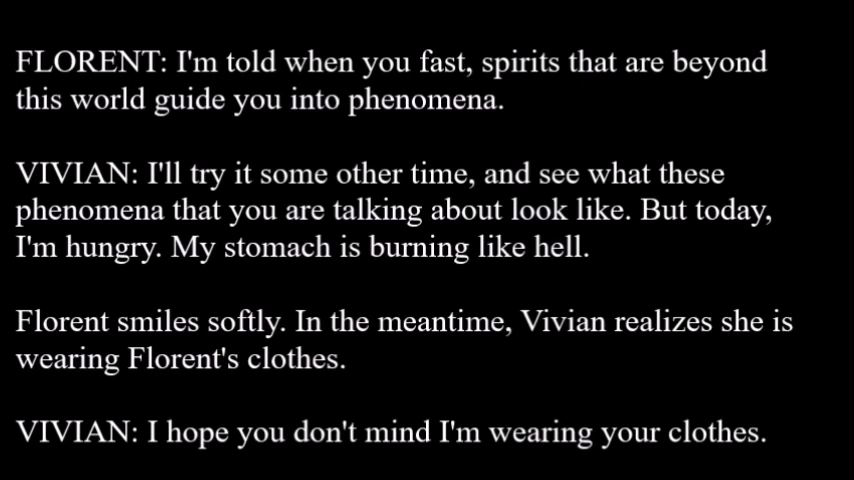 FLORENT: I'm told when you fast, spirits that are beyond
this world guide you into phenomena.
VIVIAN: I'll try it some other time, and see what these
phenomena that you are talking about look like. But today,
I'm hungry. My stomach is burning like hell.
Florent smiles softly. In the meantime, Vivian realizes she is
wearing Florent's clothes.
VIVIAN: I hope you don't mind I'm wearing your clothes.